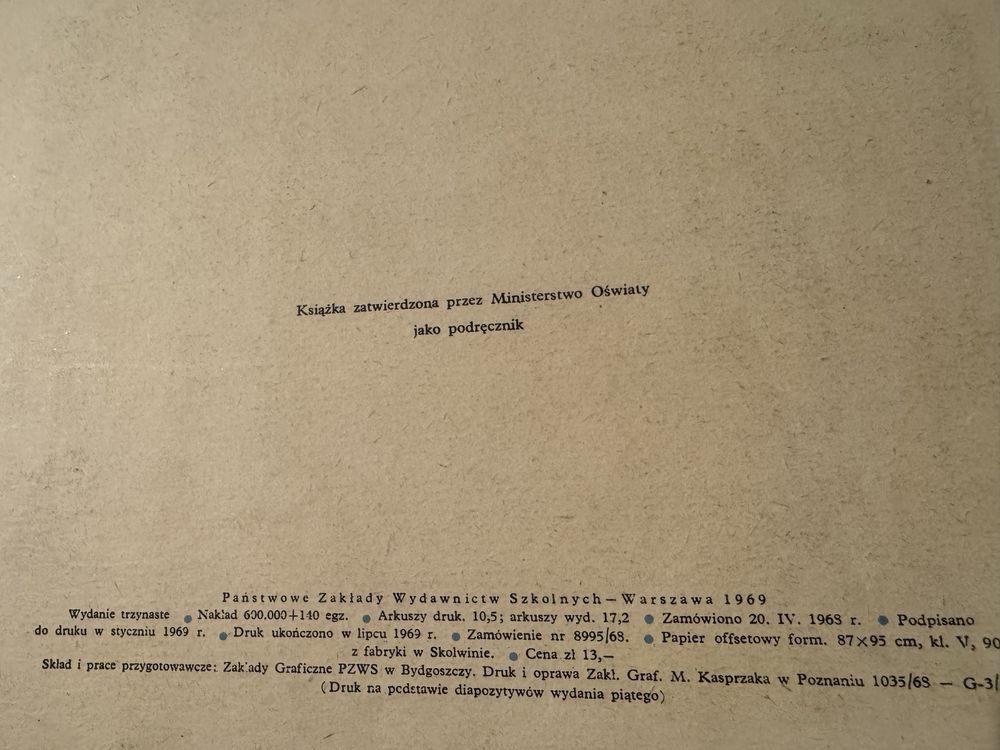 Książka zatwierdzona przez Ministerstwo Oświaty
jako podręcznik
Państwowe Zakłady Wydawnictw Szkolnych — Warszawa 1969
Wydanie trzynaste ● Nakład 600.000+140 egz. ● Arkuszy druk. 10,5; arkuszy wyd. 17,2 ● Zamówiono 20. IV. 1968 r. ● Podpisano
do druku w styczniu 1969 r. ● Druk ukończono w lipcu 1969 r. ● Zamówienie nr 8995/68. ● Papier offsetowy form. 87×95 cm, kl. V, 90
z fabryki w Skolwinie. ● Cena zł 13,—
Skład i prace przygotowawcze: Zakłady Graficzne PZWS w Bydgoszczy. Druk i oprawa Zakł. Graf. M. Kasprzaka w Poznaniu 1035/68 — G-3/
(Druk na podstawie diapozytywów wydania piątego)